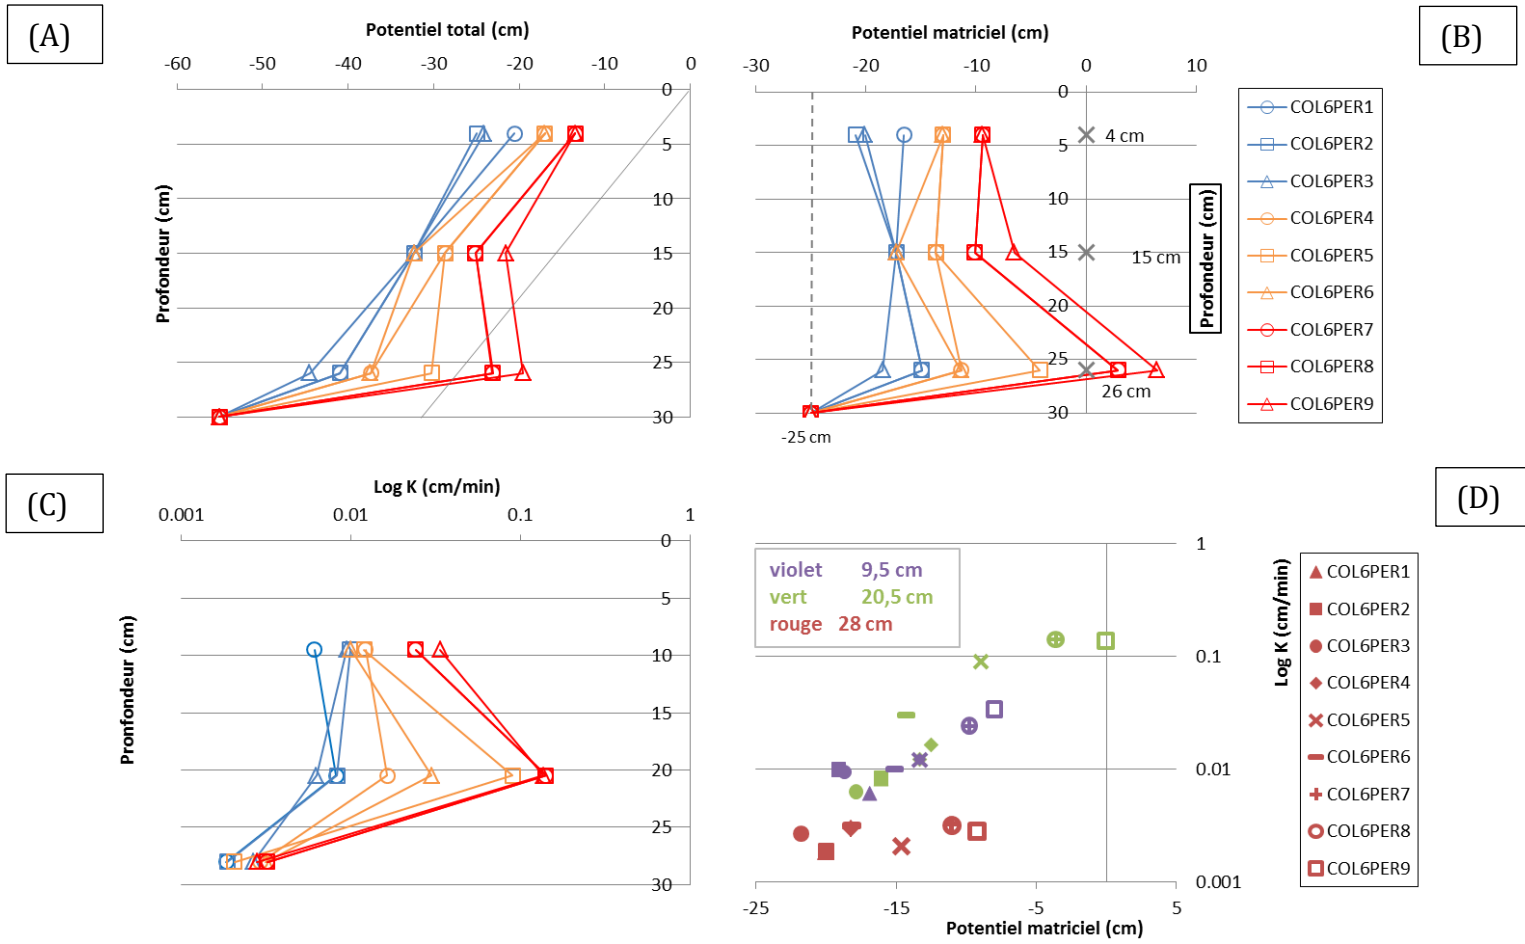 (A)
Potentiel total (cm)
-60 -50 -40 -30 -20 -10 0
0
5
10
15
20
25
30
Profondeur (cm)
Potentiel matriciel (cm)
(B)
-30 -20 -10 0 10
0
5
10
15
20
25
30
4 cm
15 cm
26 cm
-25 cm
Profondeur (cm)
COL6PER1
COL6PER2
COL6PER3
COL6PER4
COL6PER5
COL6PER6
COL6PER7
COL6PER8
COL6PER9
(C)
Log K (cm/min)
0.001 0.01 0.1 1
0
5
10
15
20
25
30
Pronfondeur (cm)
(D)
violet 9,5 cm
vert 20,5 cm
rouge 28 cm
1
0.1
0.01
0.001
Log K (cm/min)
-25 -15 -5 5
Potentiel matriciel (cm)
COL6PER1
COL6PER2
COL6PER3
COL6PER4
COL6PER5
COL6PER6
COL6PER7
COL6PER8
COL6PER9